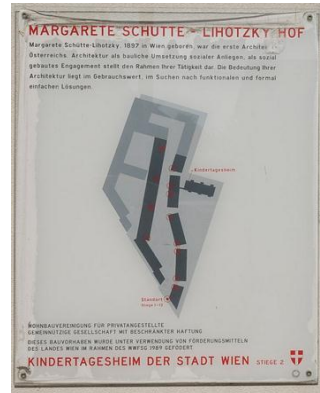 MARGARETE SCHÜTTE - LIHOTZKY HOF
Margarete Schütte-Lihotzky, 1897 in Wien geboren, war die erste Architektin
Österreichs. Architektur als bauliche Umsetzung sozialer Anliegen, als sozial
gebautes Engagement stellt den Rahmen ihrer Tätigkeit dar. Die Bedeutung ihrer
Architektur liegt im Gebrauchswert, im Suchen nach funktionalen und formal
einfachen Lösungen.
Kindertagesheim
Standort
WOHNBAUVEREINIGUNG FÜR PRIVATANGESTELLTE
GEMEINNÜTZIGE GESELLSCHAFT MIT BESCHRÄNKTER HAFTUNG
DIESES BAUVORHABEN WURDE UNTER VERWENDUNG VON FÖRDERUNGSMITTELN
DES LANDES WIEN IM RAHMEN DES WWFSG 1989 GEFÖRDERT
KINDERTAGESHEIM DER STADT WIEN STIEGE 2